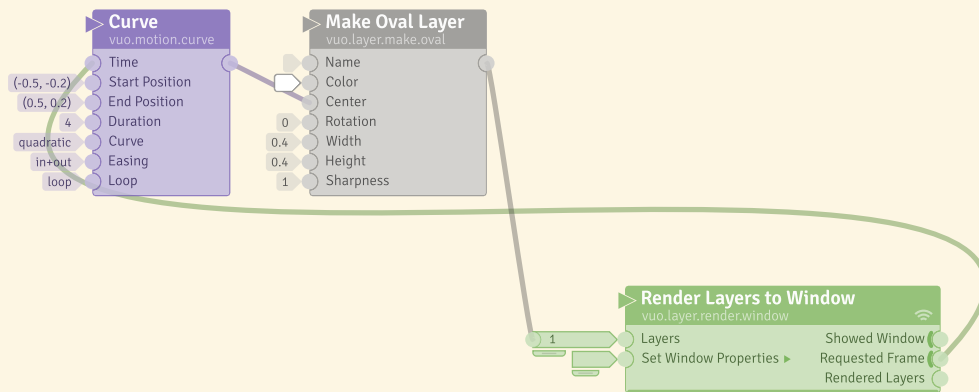 Curve
vuo.motion.curve
Time
(-0.5, -0.2) Start Position
(0.5, 0.2) End Position
4 Duration
quadratic Curve
in+out Easing
loop Loop
Make Oval Layer
vuo.layer.make.oval
Name
Color
Center
0 Rotation
0.4 Width
0.4 Height
1 Sharpness
Render Layers to Window
vuo.layer.render.window
1 Layers Showed Window
Set Window Properties Requested Frame
Rendered Layers